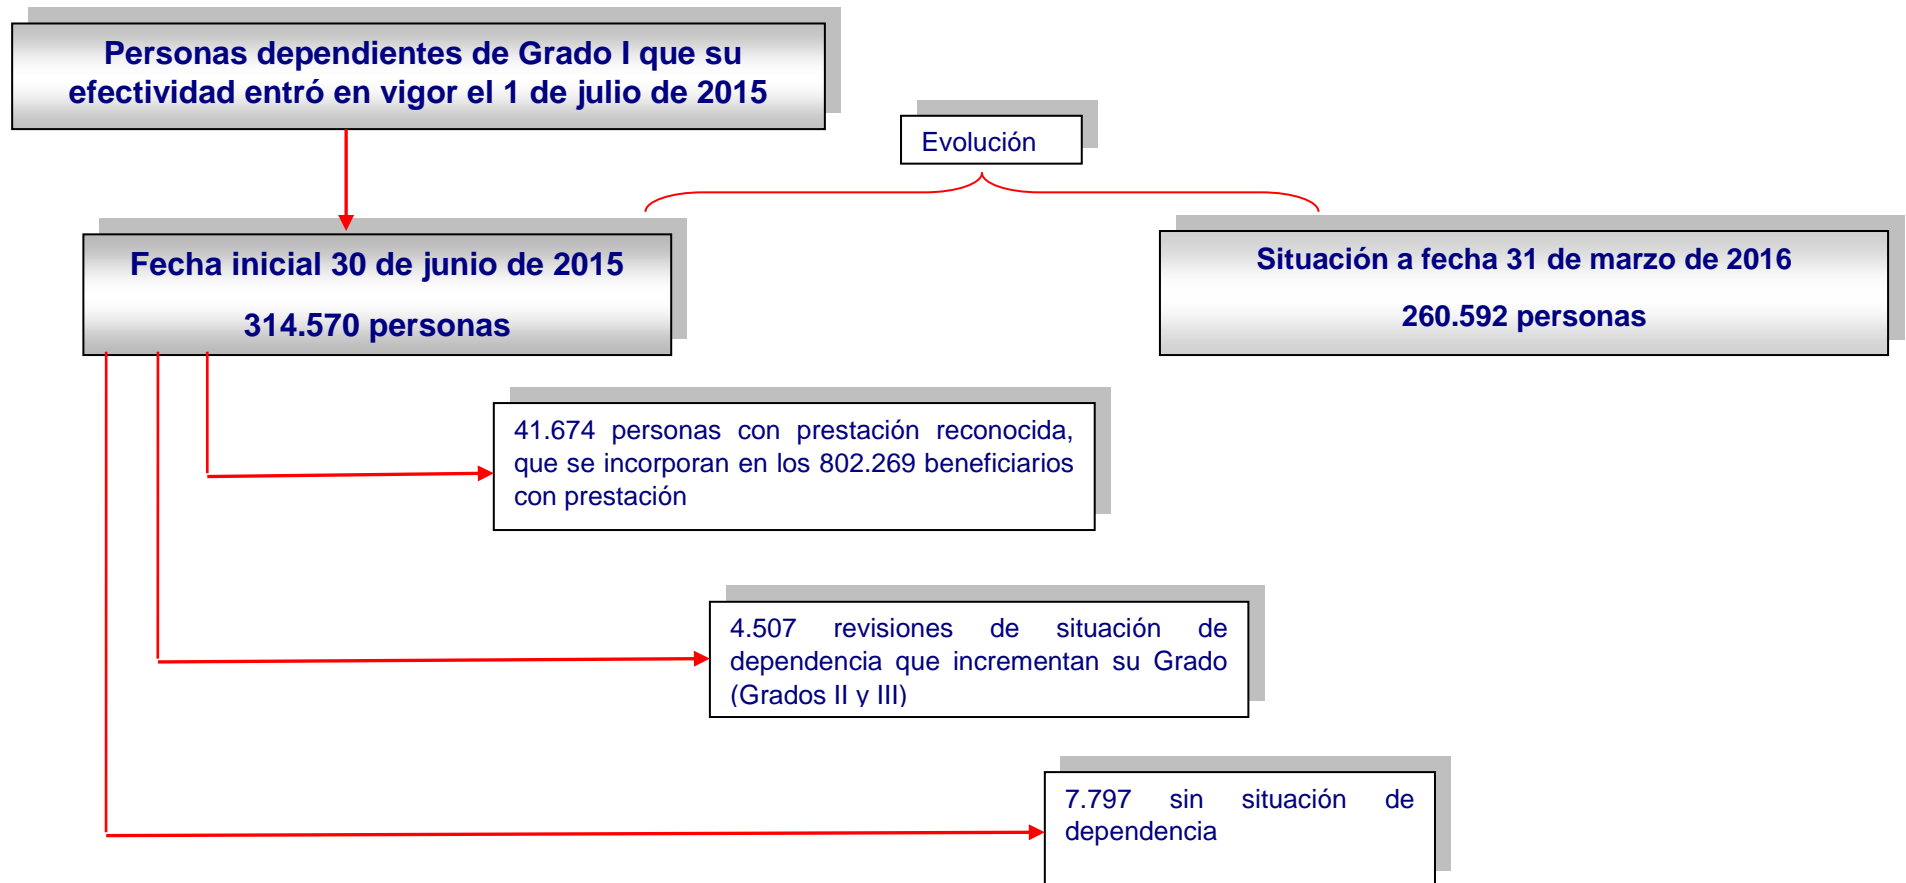 Personas dependientes de Grado I que su
efectividad entró en vigor el 1 de julio de 2015
Evolución
Fecha inicial 30 de junio de 2015
314.570 personas
Situación a fecha 31 de marzo de 2016
260.592 personas
41.674 personas con prestación reconocida,
que se incorporan en los 802.269 beneficiarios
con prestación
4.507 revisiones de situación de
dependencia que incrementan su Grado
(Grados II y III)
7.797 sin situación de
dependencia